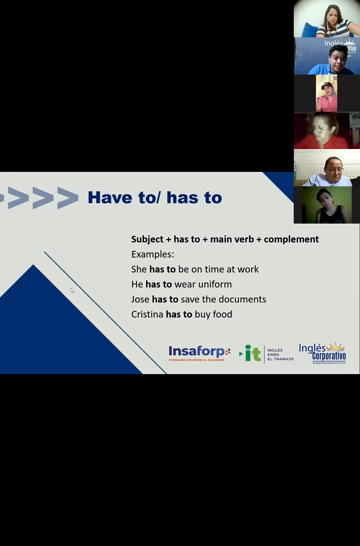 Inglés
>>>> Have to/ has to
Subject + has to + main verb + complement
Examples:
She has to be on time at work
He has to wear uniform
Jose has to save the documents
Cristina has to buy food
Insaforp
it
INGLÉS
PARA
EL TRABAJO
Inglés
Corporativo